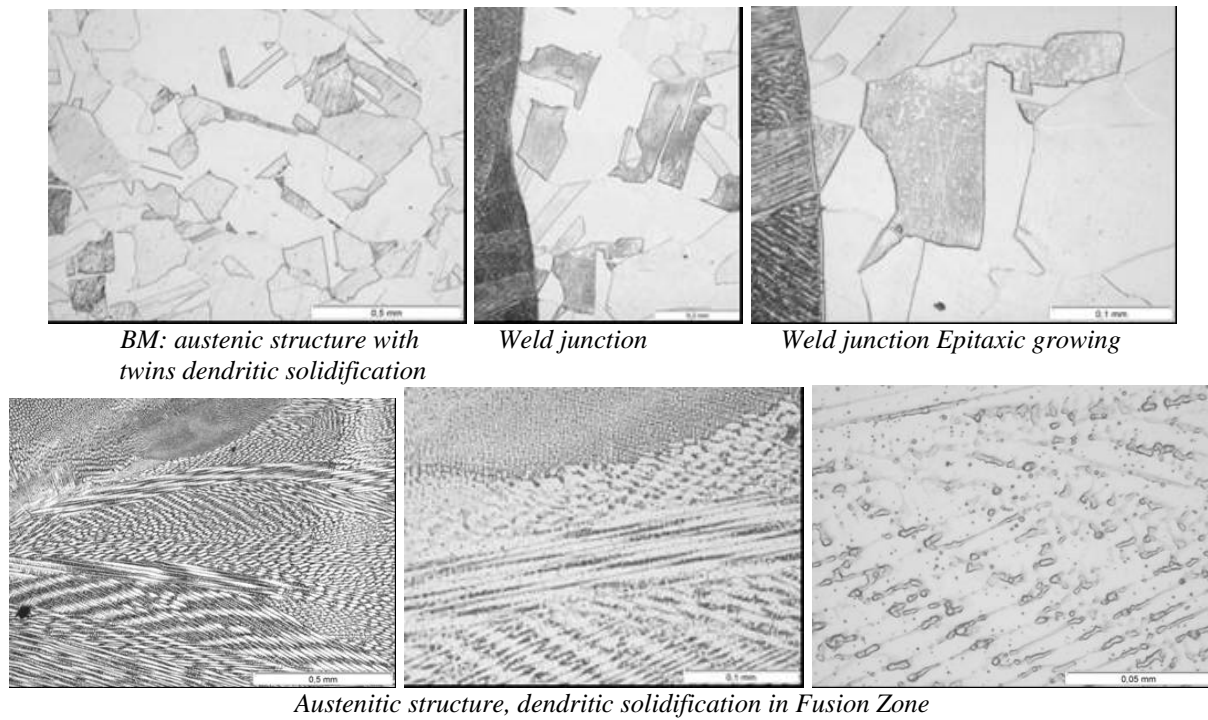 0,5 mm
0,1 mm
BM: austenic structure with
twins dendritic solidification
Weld junction
Weld junction Epitaxic growing
0,5 mm
0,1 mm
0,05 mm
Austenitic structure, dendritic solidification in Fusion Zone